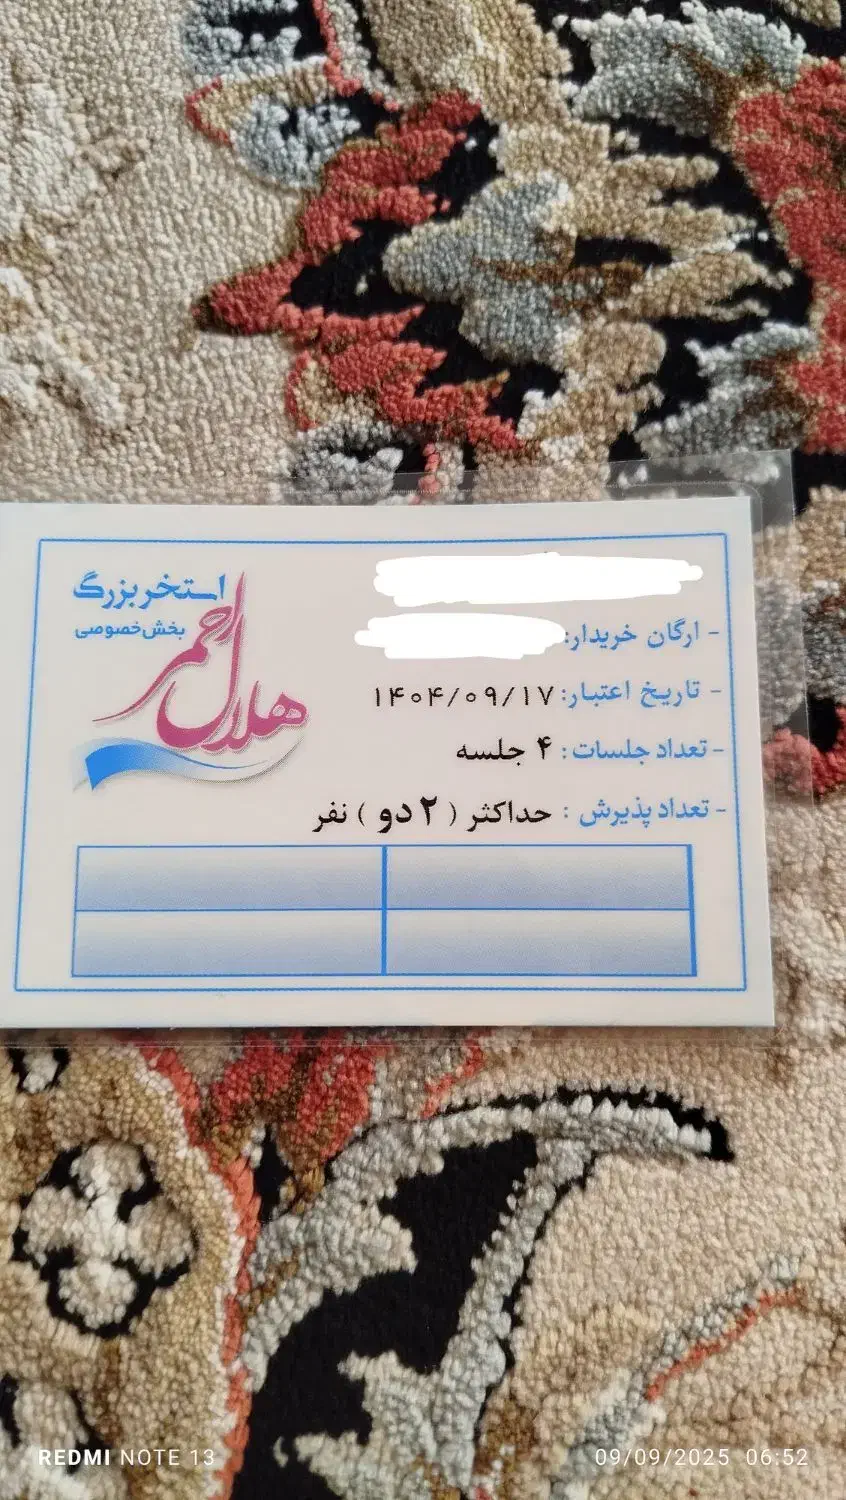 استخر بزرگ
هلال احمر
بخش خصوصی
- ارگان خریدار:
- تاریخ اعتبار: ۱۴۰۴/۰۹/۱۷
- تعداد جلسات: ۴ جلسه
- تعداد پذیرش : حداکثر ( ۲ دو ) نفر
REDMI NOTE 13
09/09/2025 06:52